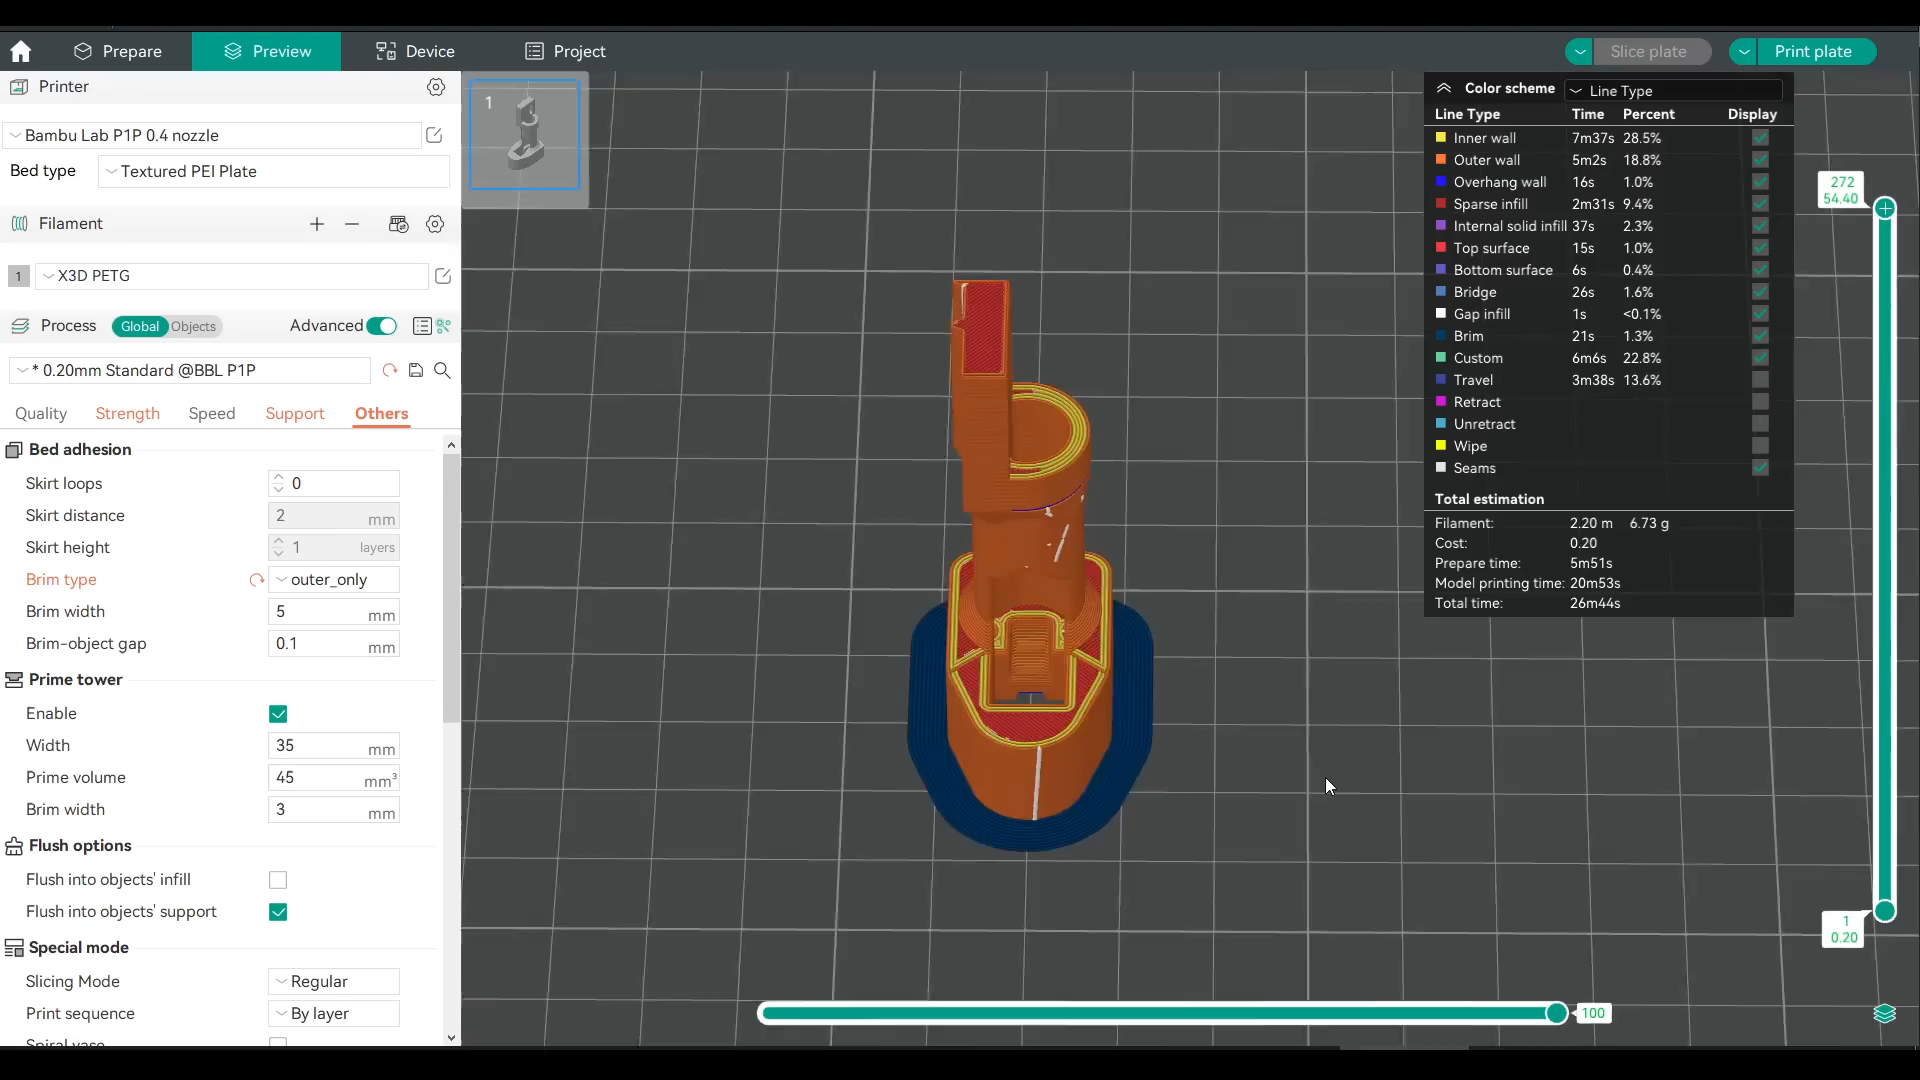 Prepare Preview Device Project Slice plate Print plate
Printer
Bambu Lab P1P 0.4 nozzle
Bed type Textured PEI Plate
Filament
1 X3D PETG
Process Global Objects Advanced
* 0.20mm Standard @BBL P1P
Quality Strength Speed Support Others
Bed adhesion
Skirt loops 0
Skirt distance 2 mm
Skirt height 1 layers
Brim type outer_only
Brim width 5 mm
Brim-object gap 0.1 mm
Prime tower
Enable
Width 35 mm
Prime volume 45 mm³
Brim width 3 mm
Flush options
Flush into objects' infill
Flush into objects' support
Special mode
Slicing Mode Regular
Print sequence By layer
Spiral vase
1
Color scheme Line Type
Line Type Time Percent Display
Inner wall 7m37s 28.5%
Outer wall 5m2s 18.8%
Overhang wall 16s 1.0%
Sparse infill 2m31s 9.4%
Internal solid infill 37s 2.3%
Top surface 15s 1.0%
Bottom surface 6s 0.4%
Bridge 26s 1.6%
Gap infill 1s <0.1%
Brim 21s 1.3%
Custom 6m6s 22.8%
Travel 3m38s 13.6%
Retract
Unretract
Wipe
Seams
Total estimation
Filament: 2.20 m 6.73 g
Cost: 0.20
Prepare time: 5m51s
Model printing time: 20m53s
Total time: 26m44s
272
54.40
1
0.20
100